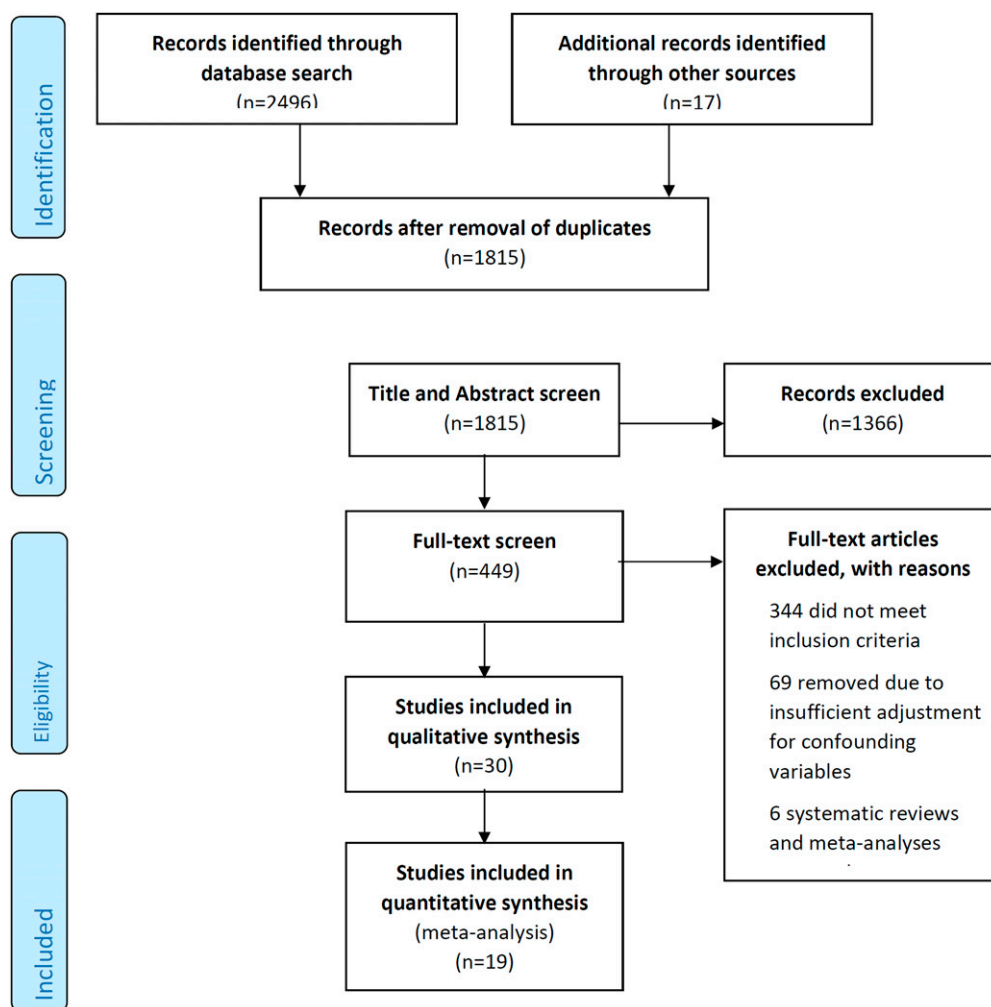 Identification
Records identified through
database search
(n=2496)
Additional records identified
through other sources
(n=17)
Records after removal of duplicates
(n=1815)
Screening
Title and Abstract screen
(n=1815)
Records excluded
(n=1366)
Eligibility
Full-text screen
(n=449)
Full-text articles
excluded, with reasons
344 did not meet
inclusion criteria
69 removed due to
insufficient adjustment
for confounding
variables
6 systematic reviews
and meta-analyses
Studies included in
qualitative synthesis
(n=30)
Included
Studies included in
quantitative synthesis
(meta-analysis)
(n=19)